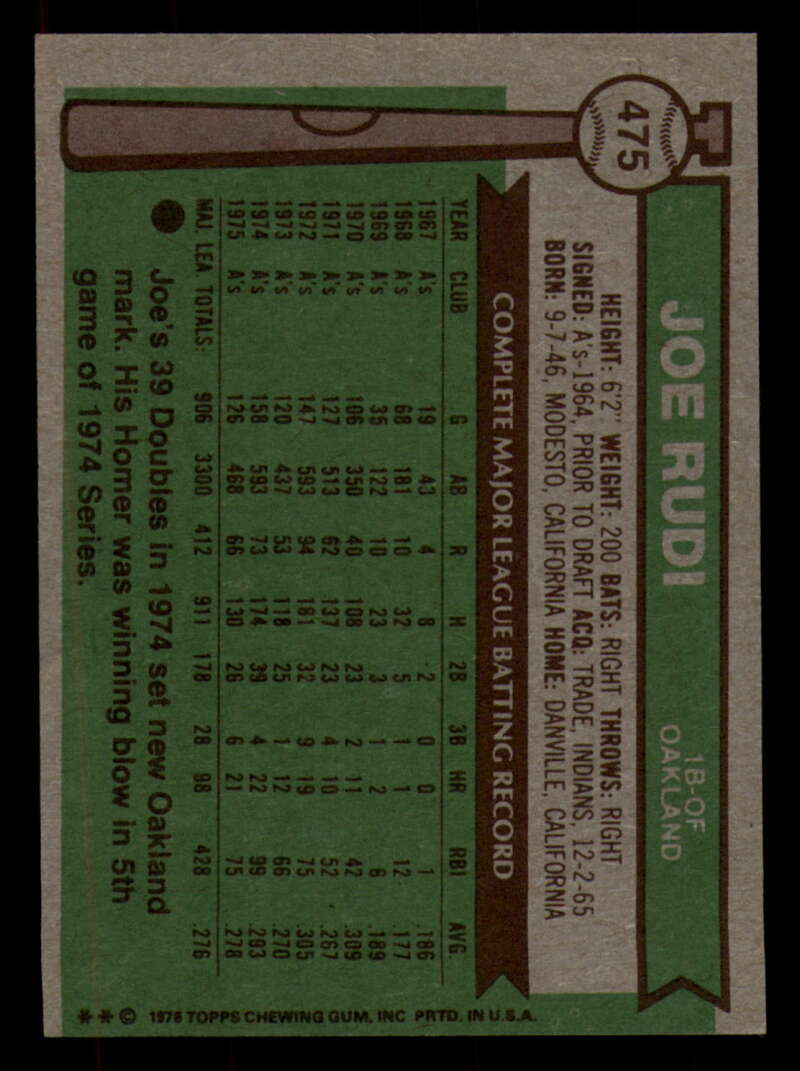 475
JOE RUDI
1B-OF
OAKLAND
HEIGHT: 6'2" WEIGHT: 200 BATS: RIGHT THROWS: RIGHT
SIGNED: A's-1964, PRIOR TO DRAFT ACQ: TRADE, INDIANS, 12-2-65
BORN: 9-7-46, MODESTO, CALIFORNIA HOME: DANVILLE, CALIFORNIA
COMPLETE MAJOR LEAGUE BATTING RECORD
YEAR CLUB G AB R H 2B 3B HR RBI AVG.
1967 A's 19 43 4 8 2 0 0 1 .186
1968 A's 68 181 10 32 5 1 1 12 .177
1969 A's 35 122 10 23 3 1 2 6 .189
1970 A's 106 350 40 108 23 2 11 42 .309
1971 A's 127 513 62 137 23 4 10 52 .267
1972 A's 147 593 94 181 32 9 19 75 .305
1973 A's 120 437 53 118 25 1 12 66 .270
1974 A's 158 593 73 174 39 4 22 99 .293
1975 A's 126 468 66 130 26 6 21 75 .278
MAJ. LEA TOTALS: 906 3300 412 911 178 28 98 428 .276
Joe's 39 Doubles in 1974 set new Oakland
mark. His Homer was winning blow in 5th
game of 1974 Series.
** © 1976 TOPPS CHEWING GUM, INC PRTD. IN U.S.A.